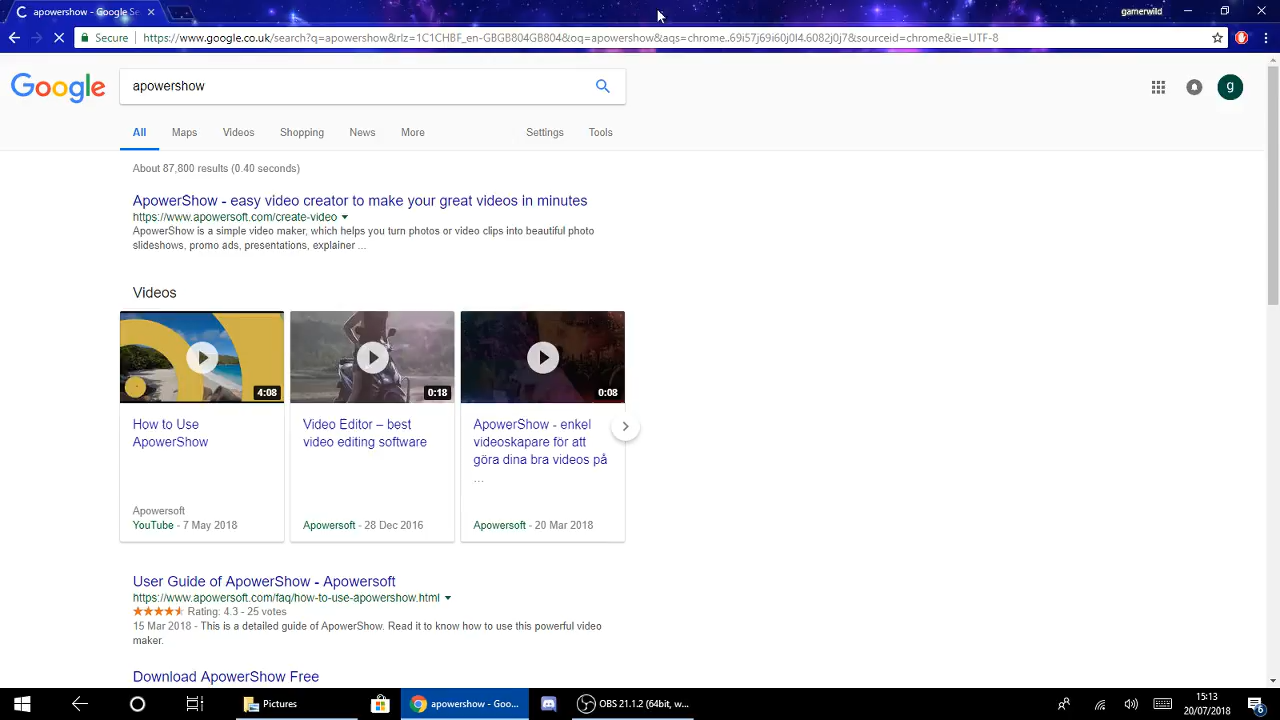 apowershow - Google Se
gamerwild
Secure
https://www.google.co.uk/search?q=apowershow&rlz=1C1CHBF_en-GBGB804GB804&oq=apowershow&aqs=chrome..69i57j69i60j0l4.6082j0j7&sourceid=chrome&ie=UTF-8
Google
apowershow
g
All Maps Videos Shopping News More Settings Tools
About 87,800 results (0.40 seconds)
ApowerShow - easy video creator to make your great videos in minutes
https://www.apowersoft.com/create-video
ApowerShow is a simple video maker, which helps you turn photos or video clips into beautiful photo
slideshows, promo ads, presentations, explainer ...
Videos
4:08
0:18
0:08
How to Use
ApowerShow
Apowersoft
YouTube - 7 May 2018
Video Editor – best
video editing software
Apowersoft - 28 Dec 2016
ApowerShow - enkel
videoskapare för att
göra dina bra videos på
...
Apowersoft - 20 Mar 2018
User Guide of ApowerShow - Apowersoft
https://www.apowersoft.com/faq/how-to-use-apowershow.html
Rating: 4.3 - 25 votes
15 Mar 2018 - This is a detailed guide of ApowerShow. Read it to know how to use this powerful video
maker.
Download ApowerShow Free
Pictures
apowershow - Goo...
OBS 21.1.2 (64bit, w...
15:13
20/07/2018
6